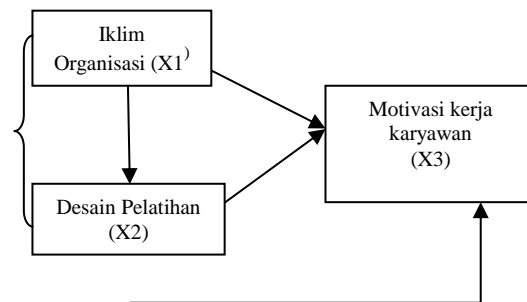 Iklim
Organisasi (X1)
Motivasi kerja
karyawan
(X3)
Desain Pelatihan
(X2)